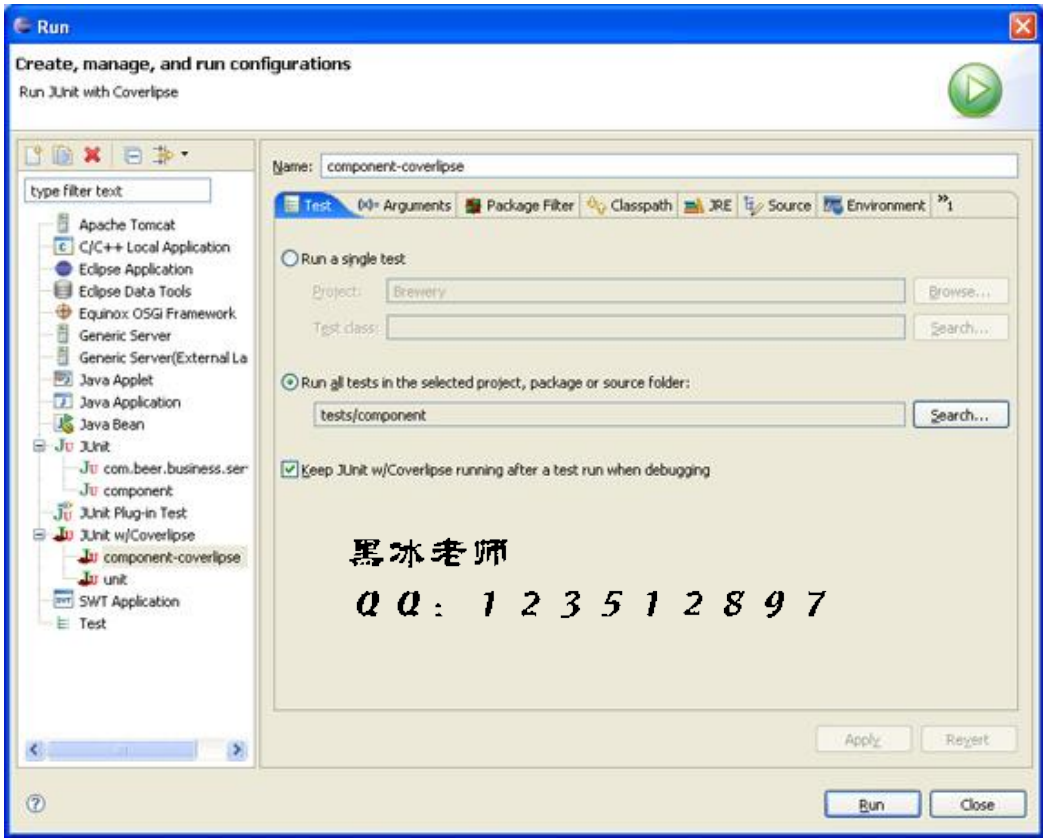 Run
Create, manage, and run configurations
Run JUnit with Coverlipse
type filter text
Apache Tomcat
C/C++ Local Application
Eclipse Application
Eclipse Data Tools
Equinox OSGi Framework
Generic Server
Generic Server(External La
Java Applet
Java Application
Java Bean
JUnit
com.beer.business.ser
component
JUnit Plug-in Test
JUnit w/Coverlipse
component-coverlipse
unit
SWT Application
Test
Name: component-coverlipse
Test (x)= Arguments Package Filter Classpath JRE Source Environment »1
Run a single test
Project: Brewery Browse...
Test class: Search...
Run all tests in the selected project, package or source folder:
tests/component Search...
Keep JUnit w/Coverlipse running after a test run when debugging
黑冰老师
QQ：123512897
Apply Revert
Run Close